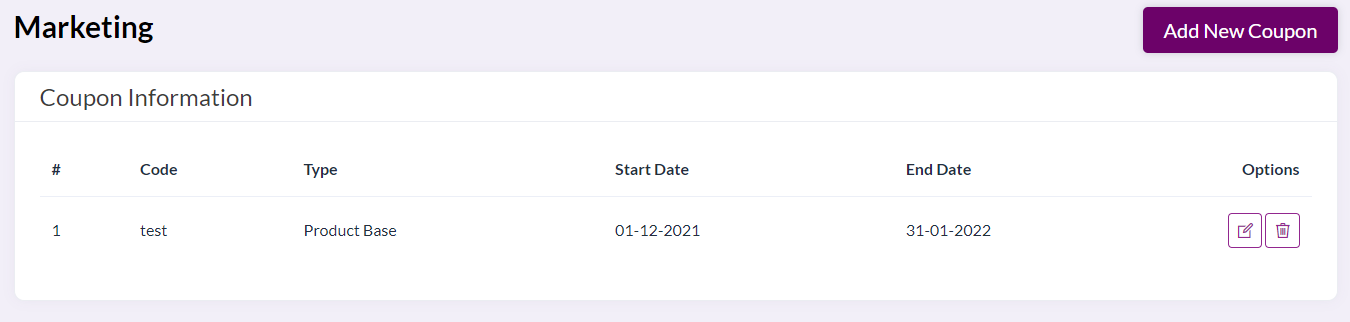 Marketing
Add New Coupon
Coupon Information
# Code Type Start Date End Date Options
1 test Product Base 01-12-2021 31-01-2022